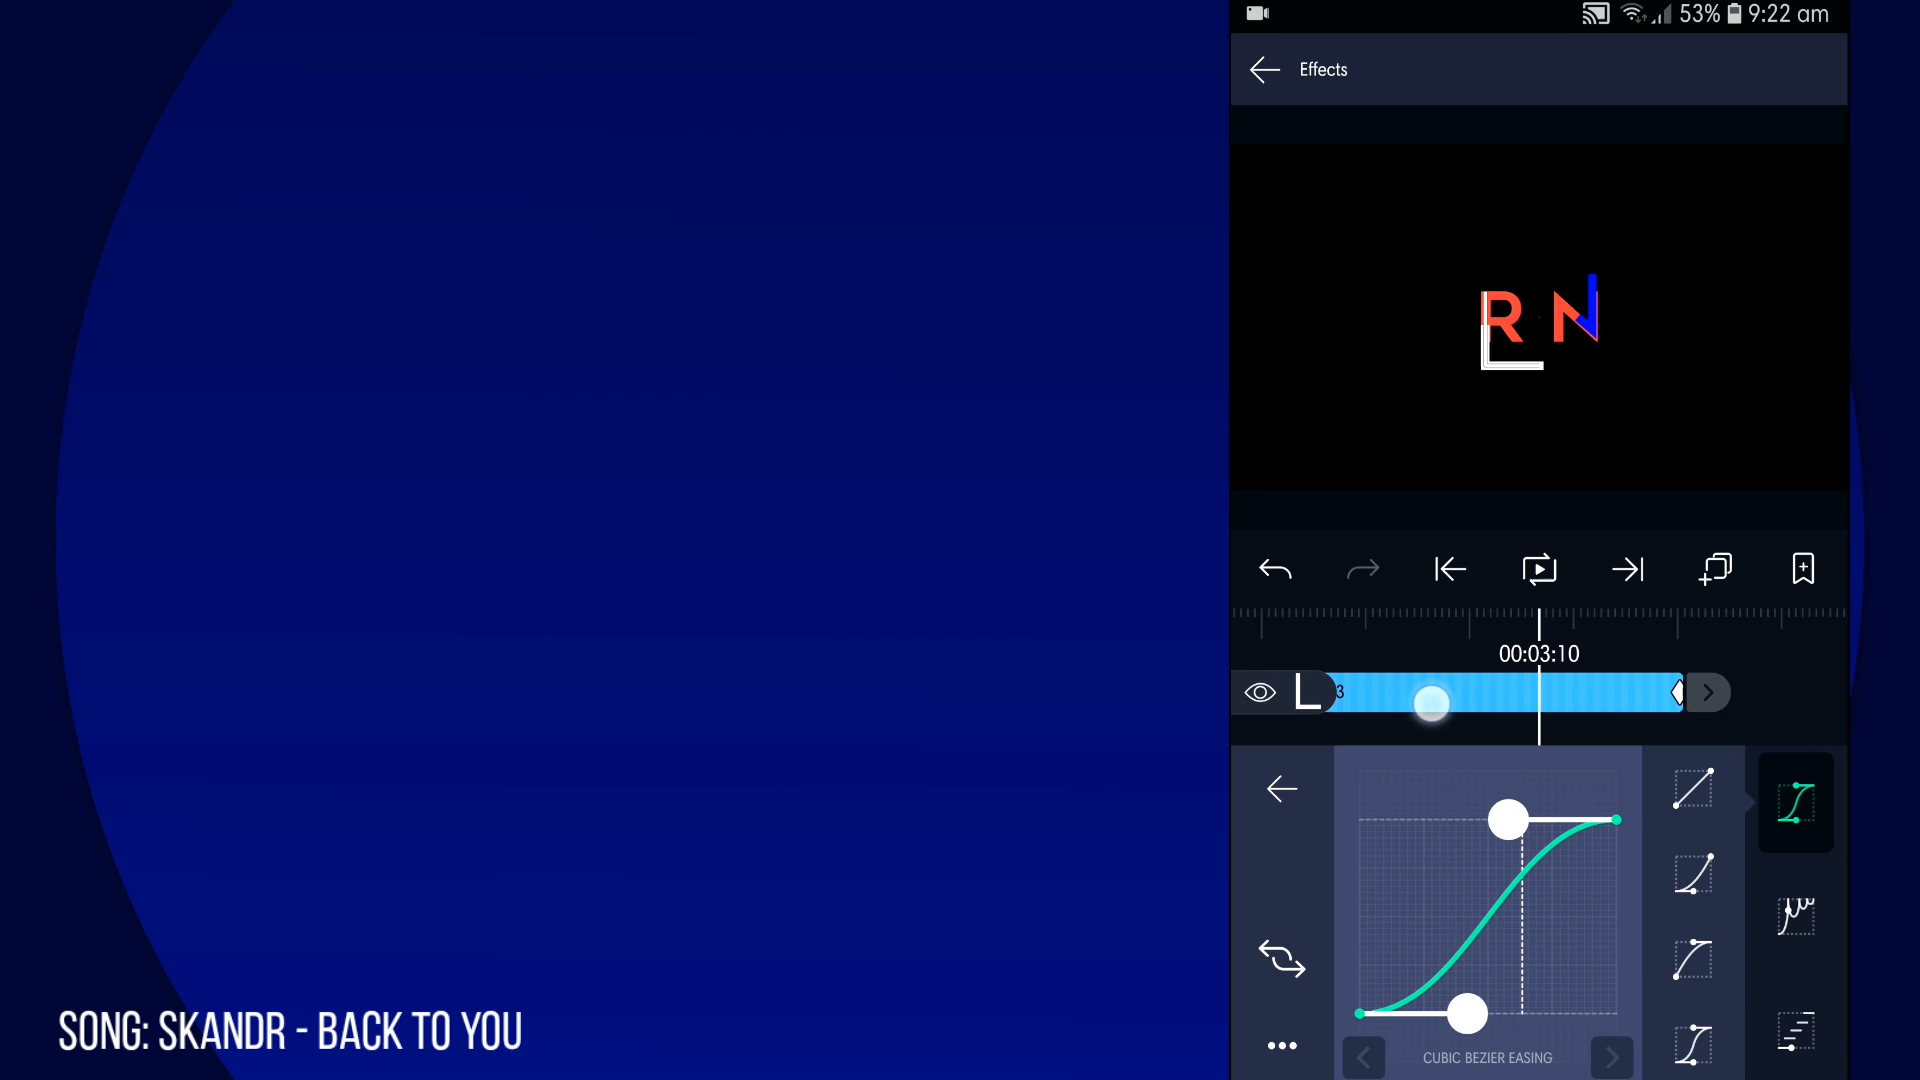 53% 9:22 am
Effects
R N
00:03:10
3
CUBIC BEZIER EASING
SONG: SKANDR - BACK TO YOU